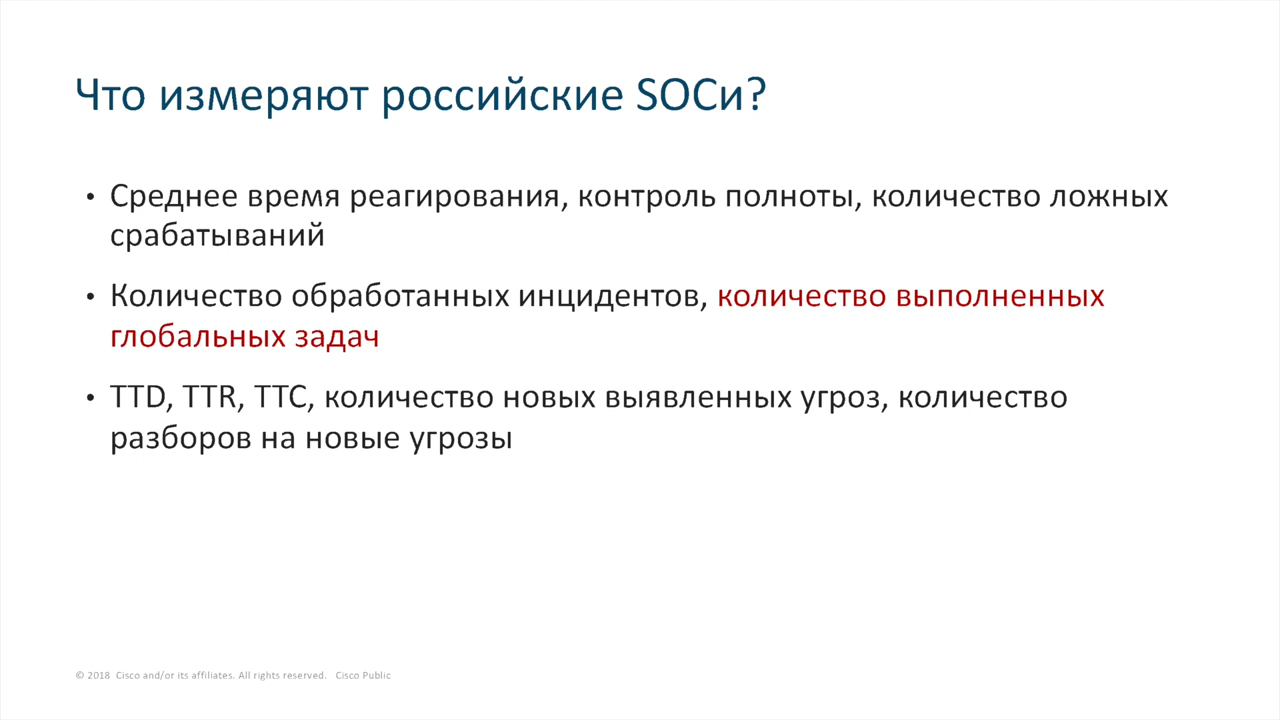 Что измеряют российские SOCи?
• Среднее время реагирования, контроль полноты, количество ложных
срабатываний
• Количество обработанных инцидентов, количество выполненных
глобальных задач
• TTD, TTR, TTC, количество новых выявленных угроз, количество
разборов на новые угрозы
© 2018 Cisco and/or its affiliates. All rights reserved. Cisco Public